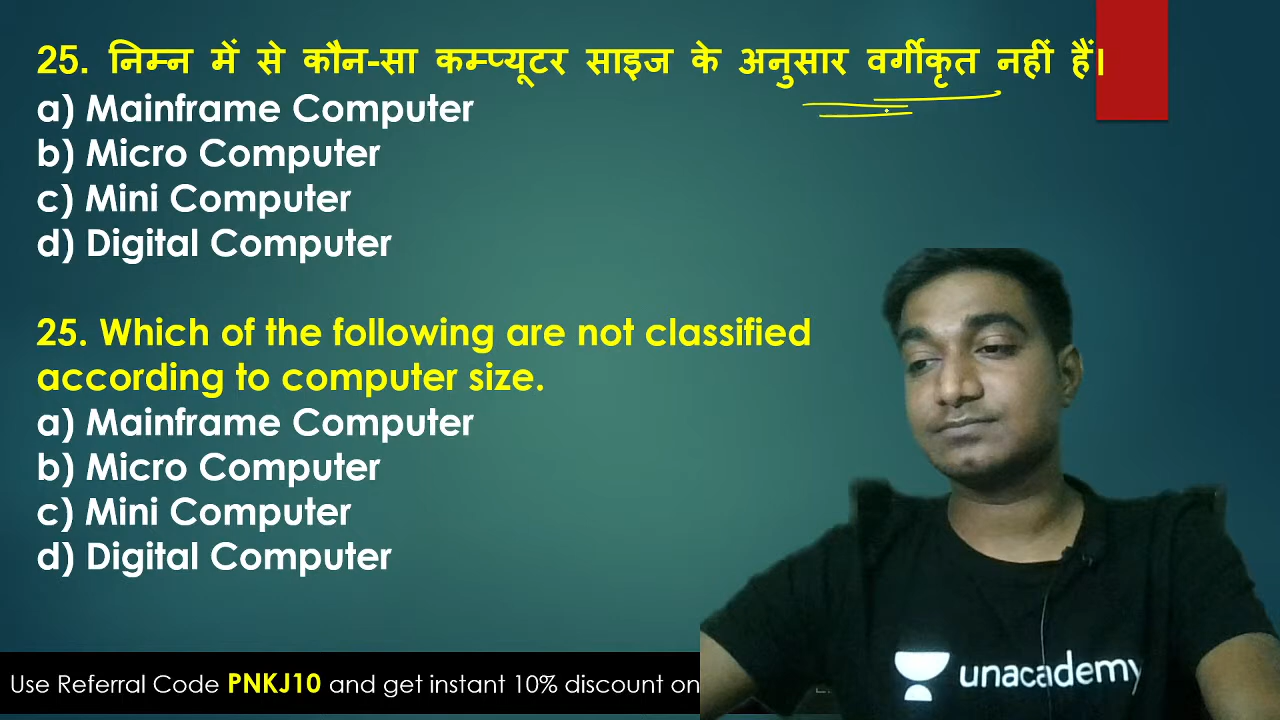 25. निम्न में से कौन-सा कम्प्यूटर साइज के अनुसार वर्गीकृत नहीं हैं।
a) Mainframe Computer
b) Micro Computer
c) Mini Computer
d) Digital Computer
25. Which of the following are not classified
according to computer size.
a) Mainframe Computer
b) Micro Computer
c) Mini Computer
d) Digital Computer
Use Referral Code PNKJ10 and get instant 10% discount on
unacademy